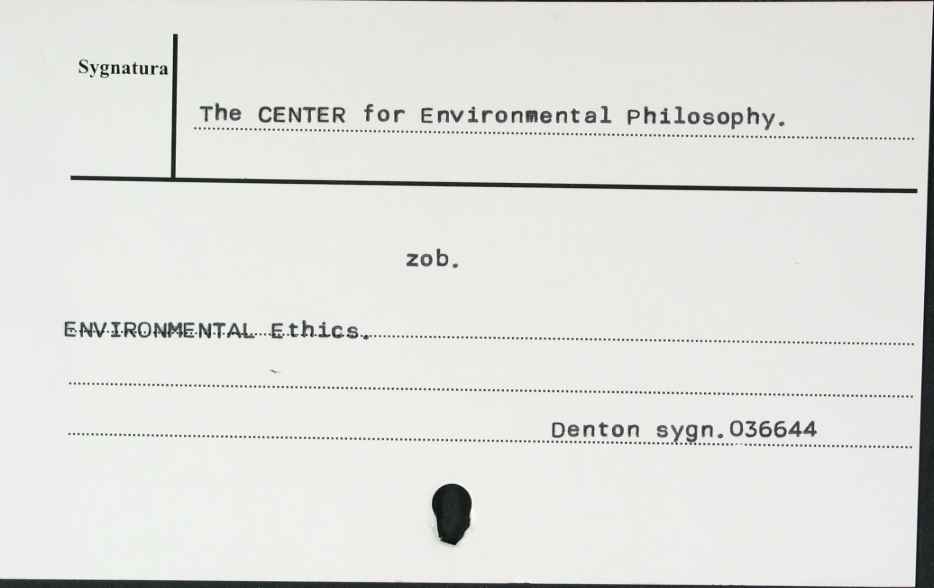 Sygnatura
The CENTER for Environmental Philosophy.
zob.
ENVIRONMENTAL Ethics.
Denton sygn.036644